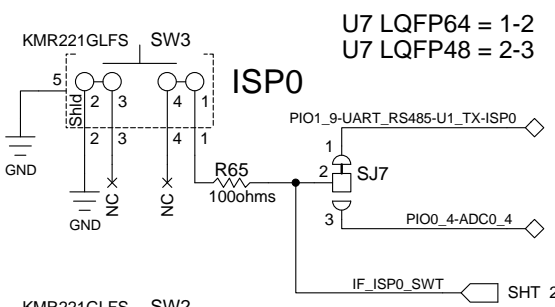 U7 LQFP64 = 1-2
U7 LQFP48 = 2-3
KMR221GLFS SW3
ISP0
5
Shld
2 3 4 1
2 3 4 1
GND
GND
NC
NC
R65
100ohms
PIO1_9-UART_RS485-U1_TX-ISP0
1
2
SJ7
3
PIO0_4-ADC0_4
IF_ISP0_SWT
SHT 2
KMR221GLFS SW2